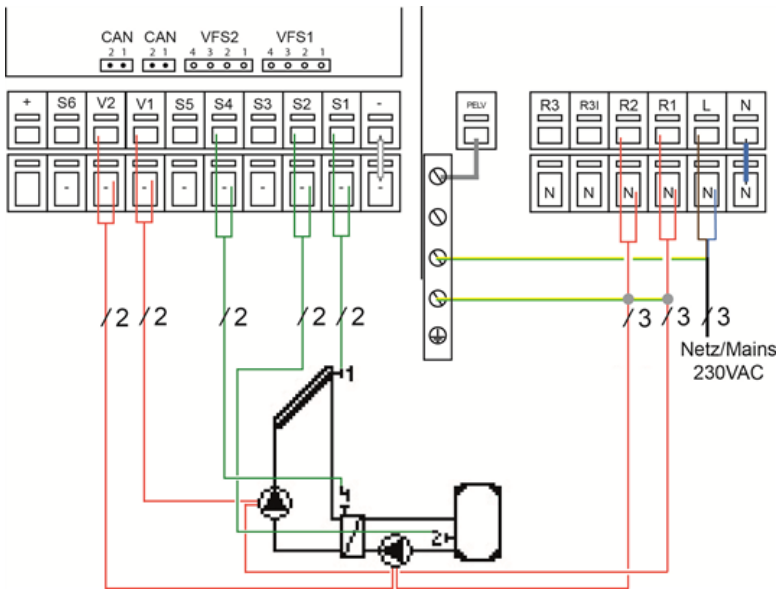 CAN CAN VFS2 VFS1
2 1 2 1 4 3 2 1 4 3 2 1
+ S6 V2 V1 S5 S4 S3 S2 S1 -
- - - - -
PELV
R3 R3I R2 R1 L N
N N N N N N
/2 /2 /2 /2 /2
/3 /3 /3
Netz/Mains
230VAC
1
4
2